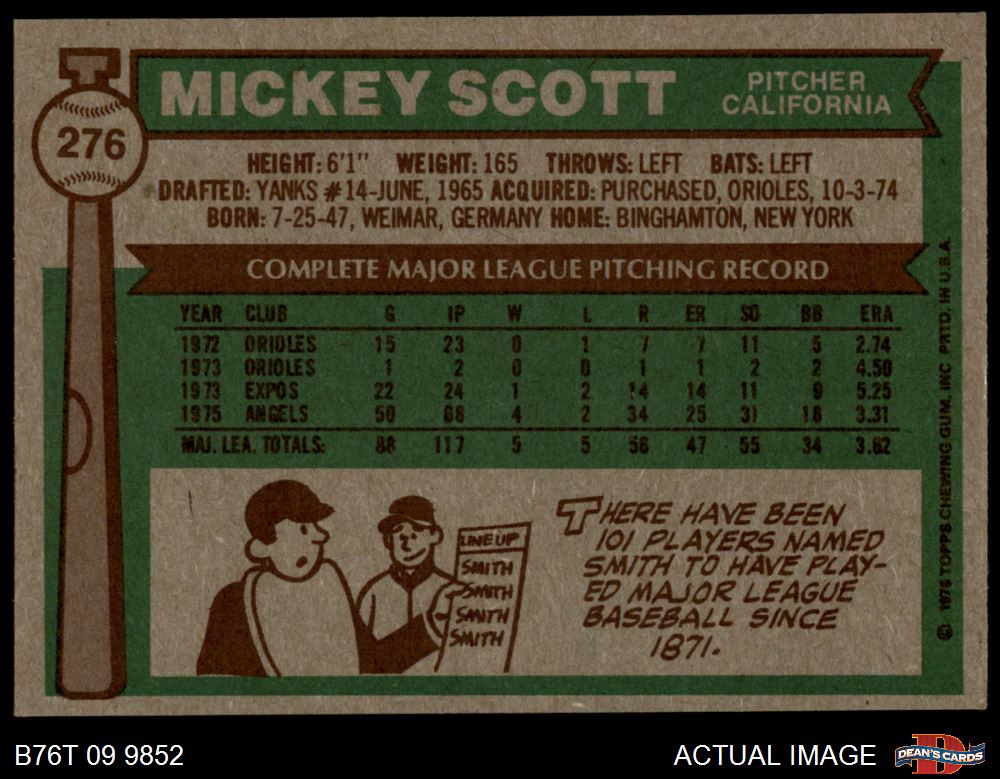 276
MICKEY SCOTT
PITCHER
CALIFORNIA
HEIGHT: 6'1" WEIGHT: 165 THROWS: LEFT BATS: LEFT
DRAFTED: YANKS #14-JUNE, 1965 ACQUIRED: PURCHASED, ORIOLES, 10-3-74
BORN: 7-25-47, WEIMAR, GERMANY HOME: BINGHAMTON, NEW YORK
COMPLETE MAJOR LEAGUE PITCHING RECORD
YEAR CLUB G IP W L R ER SO BB ERA
1972 ORIOLES 15 23 0 1 7 7 11 5 2.74
1973 ORIOLES 1 2 0 0 1 1 2 2 4.50
1973 EXPOS 22 24 1 2 14 14 11 9 5.25
1975 ANGELS 50 68 4 2 34 25 31 18 3.31
MAJ. LEA. TOTALS: 88 117 5 5 56 47 55 34 3.62
LINE UP
SMITH
SMITH
SMITH
SMITH
THERE HAVE BEEN
101 PLAYERS NAMED
SMITH TO HAVE PLAY-
ED MAJOR LEAGUE
BASEBALL SINCE
1871.
© 1976 TOPPS CHEWING GUM, INC PRTD. IN U.S.A.
B76T 09 9852
ACTUAL IMAGE
DEAN'S CARDS